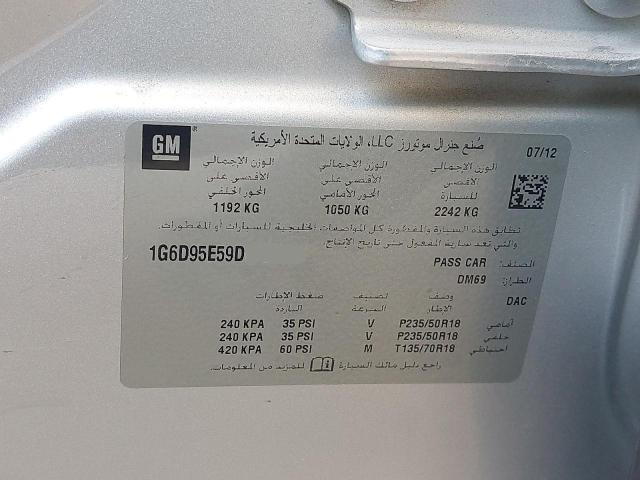 GM
صُنع جنرال موتورز LLC، الولايات المتحدة الأمريكية
07/12
الوزن الإجمالي الوزن الإجمالي الوزن الإجمالي
الأقصى الأقصى على الأقصى على
للسيارة المحور الأمامي المحور الخلفي
2242 KG 1050 KG 1192 KG
تطابق هذه السيارة والمذكورة كل المواصفات الخليجية للسيارات أو المقطورات.
والتي تعد سارية المفعول حتى تاريخ الإنتاج.
1G6D95E59D
الصنف: PASS CAR
الطراز: DM69
DAC وصف تصنيف ضغط الإطارات
الإطار السرعة الباردة
أمامي P235/50R18 V 35 PSI 240 KPA
خلفي P235/50R18 V 35 PSI 240 KPA
احتياطي T135/70R18 M 60 PSI 420 KPA
راجع دليل مالك السيارة للمزيد من المعلومات.